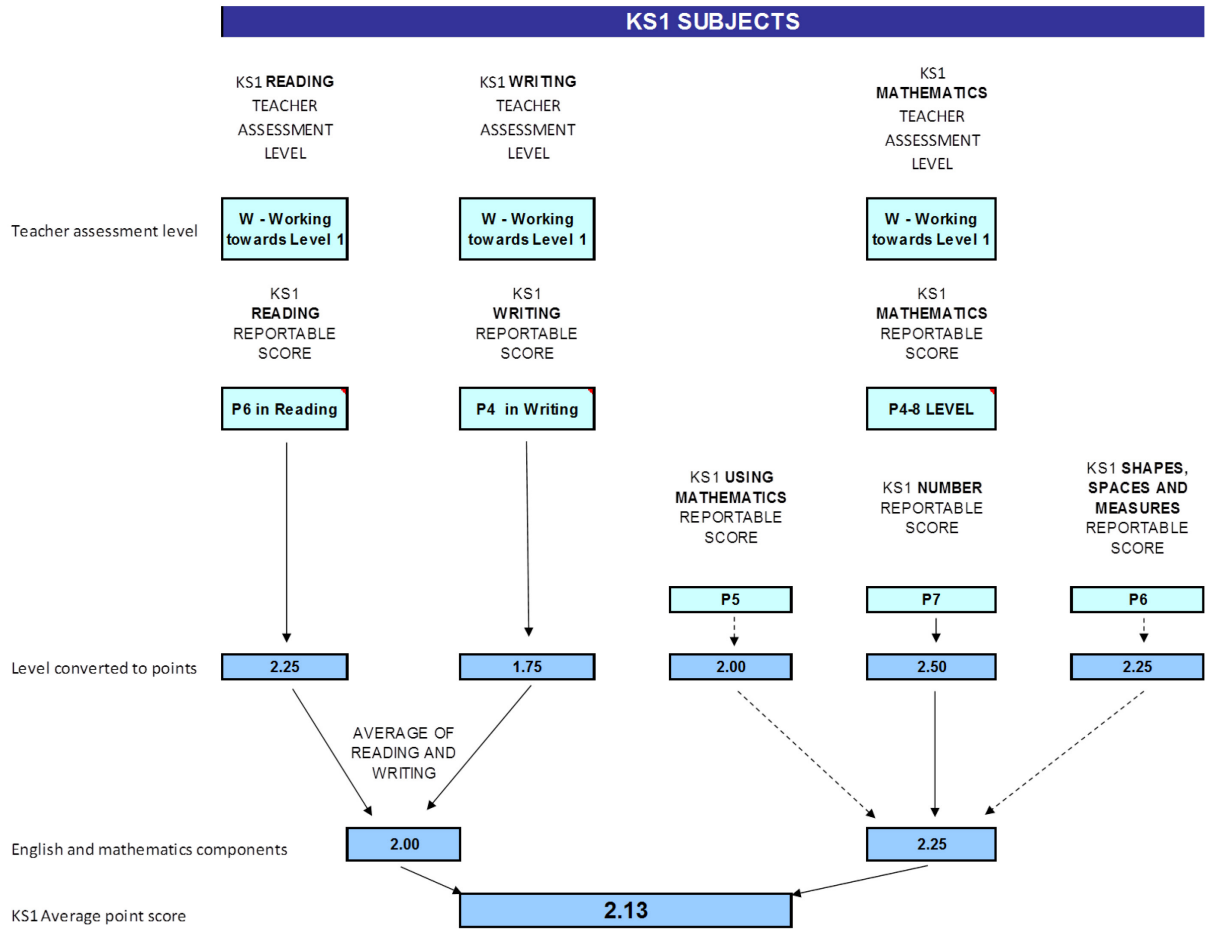 KS1 SUBJECTS
KS1 READING
TEACHER
ASSESSMENT
LEVEL
KS1 WRITING
TEACHER
ASSESSMENT
LEVEL
KS1
MATHEMATICS
TEACHER
ASSESSMENT
LEVEL
Teacher assessment level
W - Working
towards Level 1
W - Working
towards Level 1
W - Working
towards Level 1
KS1
READING
REPORTABLE
SCORE
KS1
WRITING
REPORTABLE
SCORE
KS1
MATHEMATICS
REPORTABLE
SCORE
P6 in Reading
P4 in Writing
P4-8 LEVEL
KS1 USING
MATHEMATICS
REPORTABLE
SCORE
KS1 NUMBER
REPORTABLE
SCORE
KS1 SHAPES,
SPACES AND
MEASURES
REPORTABLE
SCORE
P5
P7
P6
Level converted to points
2.25
1.75
2.00
2.50
2.25
AVERAGE OF
READING AND
WRITING
English and mathematics components
2.00
2.25
KS1 Average point score
2.13